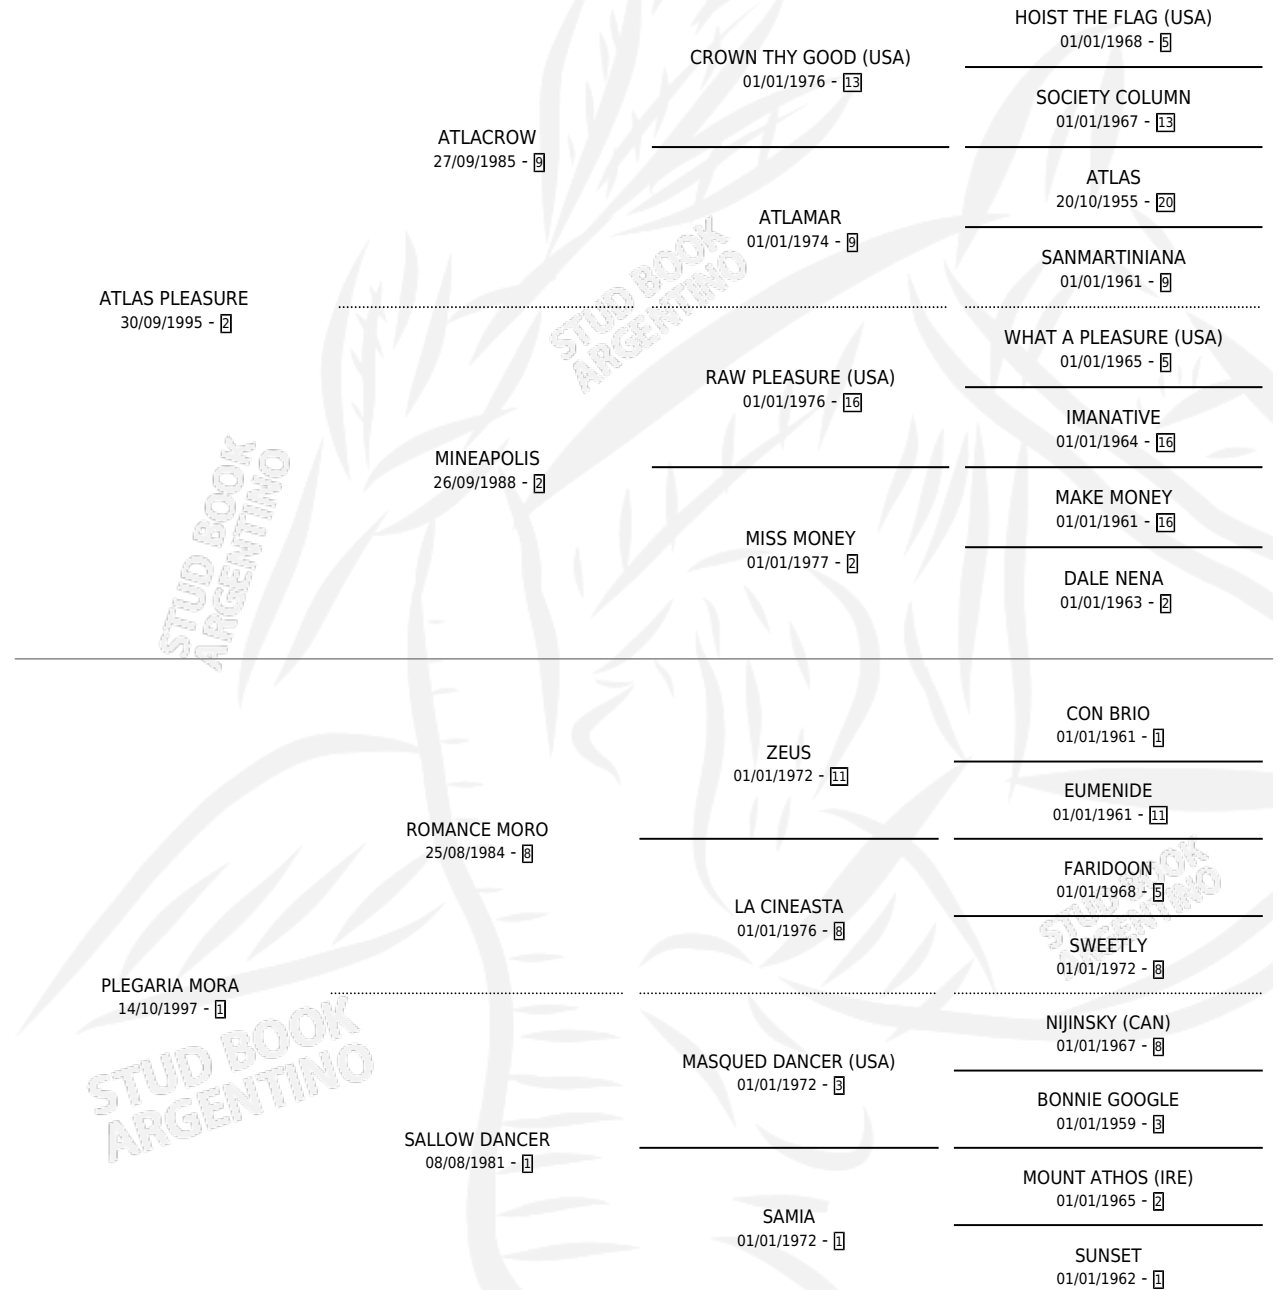 HOIST THE FLAG (USA)
01/01/1968 - 5
CROWN THY GOOD (USA)
01/01/1976 - 13
SOCIETY COLUMN
01/01/1967 - 13
ATLACROW
27/09/1985 - 9
ATLAS
20/10/1955 - 20
ATLAMAR
01/01/1974 - 9
SANMARTINIANA
01/01/1961 - 9
ATLAS PLEASURE
30/09/1995 - 2
WHAT A PLEASURE (USA)
01/01/1965 - 5
RAW PLEASURE (USA)
01/01/1976 - 16
IMANATIVE
01/01/1964 - 16
MINEAPOLIS
26/09/1988 - 2
MAKE MONEY
01/01/1961 - 16
MISS MONEY
01/01/1977 - 2
DALE NENA
01/01/1963 - 2
CON BRIO
01/01/1961 - 1
ZEUS
01/01/1972 - 11
EUMENIDE
01/01/1961 - 11
ROMANCE MORO
25/08/1984 - 8
FARIDOON
01/01/1968 - 5
LA CINEASTA
01/01/1976 - 8
SWEETLY
01/01/1972 - 8
PLEGARIA MORA
14/10/1997 - 1
NIJINSKY (CAN)
01/01/1967 - 8
MASQUED DANCER (USA)
01/01/1972 - 3
BONNIE GOOGLE
01/01/1959 - 3
SALLOW DANCER
08/08/1981 - 1
MOUNT ATHOS (IRE)
01/01/1965 - 2
SAMIA
01/01/1972 - 1
SUNSET
01/01/1962 - 1
STUD BOOK
ARGENTINO
STUD BOOK
ARGENTINO
STUD BOOK
ARGENTINO
STUD BOOK
ARGENTINO